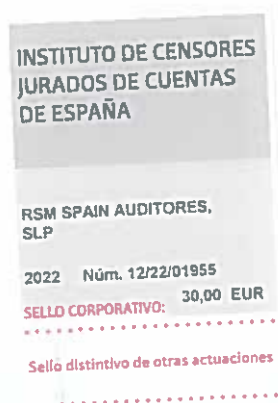 INSTITUTO DE CENSORES
JURADOS DE CUENTAS
DE ESPAÑA
RSM SPAIN AUDITORES,
SLP
2022 Núm. 12/22/01955
SELLO CORPORATIVO: 30,00 EUR
Sello distintivo de otras actuaciones